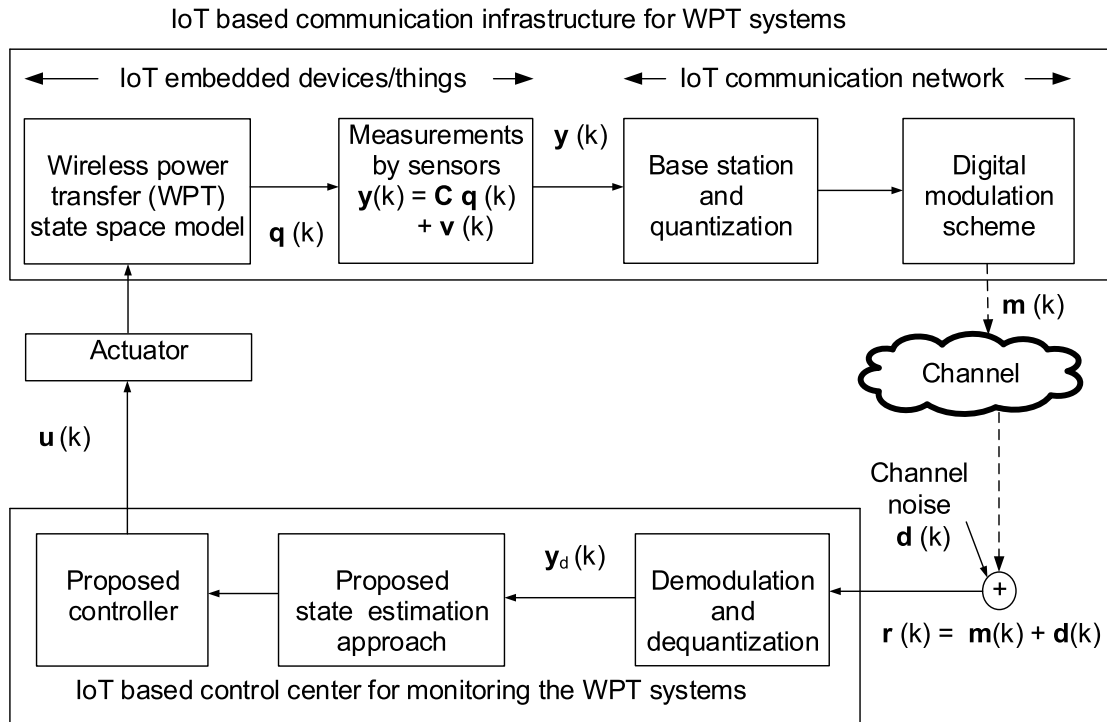 IoT based communication infrastructure for WPT systems
IoT embedded devices/things
IoT communication network
Wireless power
transfer (WPT)
state space model
q (k)
Measurements
by sensors
y(k) = C q (k)
+ v (k)
y (k)
Base station
and
quantization
Digital
modulation
scheme
m (k)
Channel
Channel
noise
d (k)
+
r (k) = m(k) + d(k)
Actuator
u (k)
Proposed
controller
Proposed
state estimation
approach
yd (k)
Demodulation
and
dequantization
IoT based control center for monitoring the WPT systems